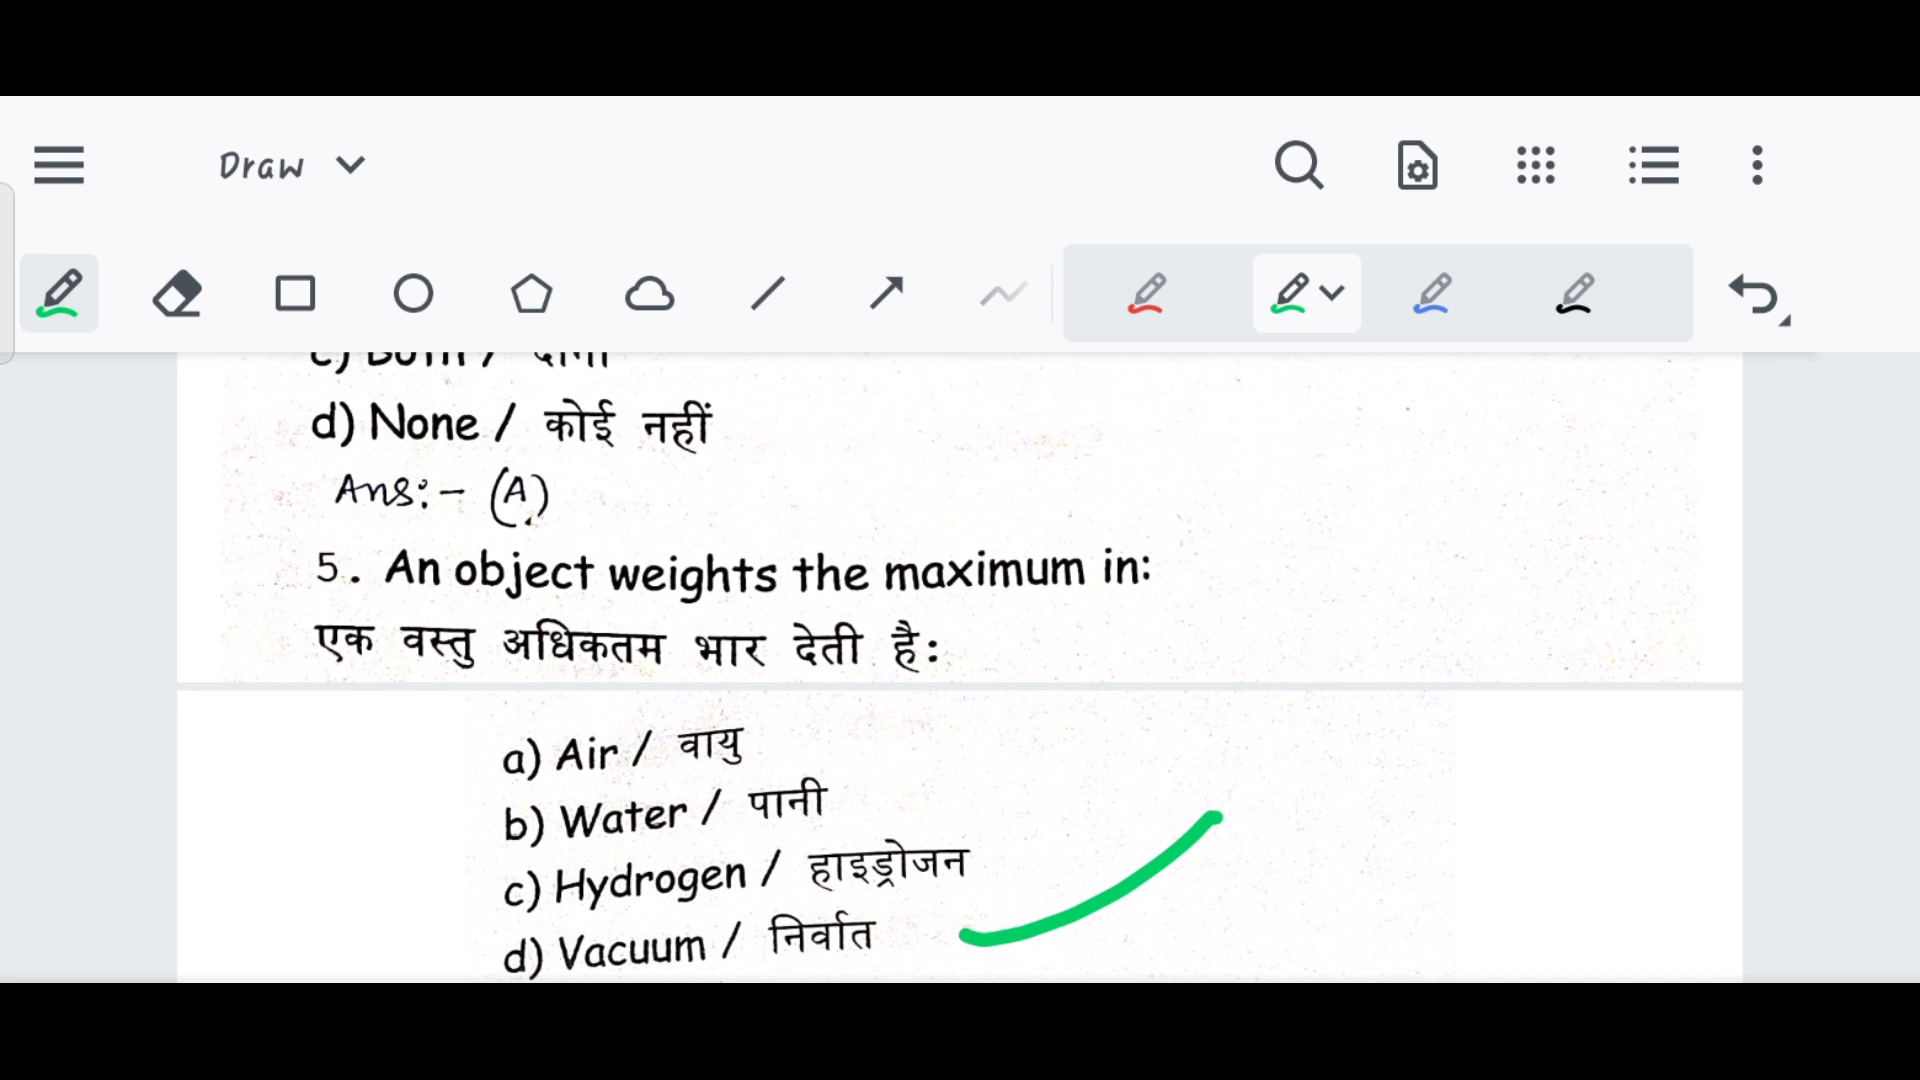 Draw
d) None / कोई नहीं
Ans:- (A)
5. An object weights the maximum in:
एक वस्तु अधिकतम भार देती है:
a) Air / वायु
b) Water / पानी
c) Hydrogen / हाइड्रोजन
d) Vacuum / निर्वात